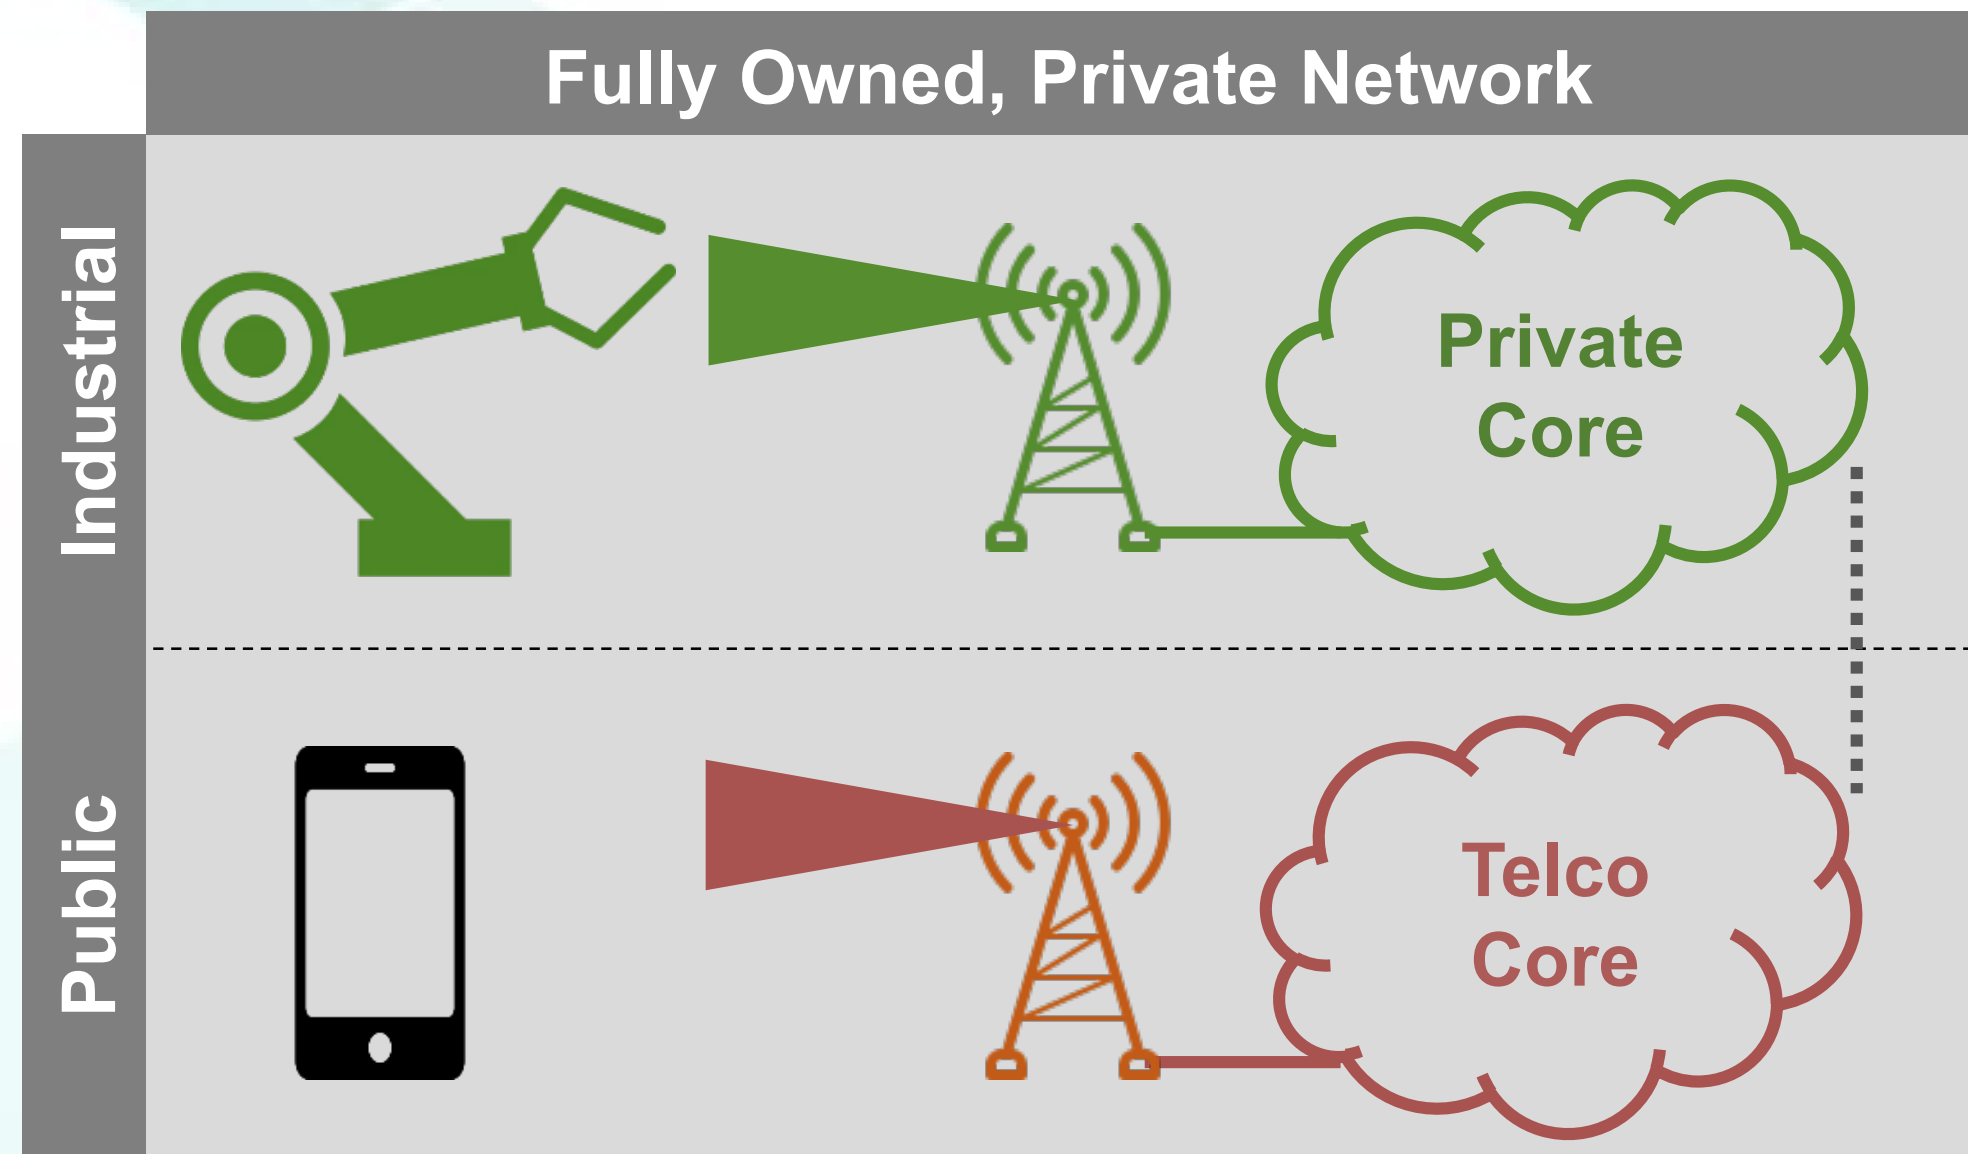 Fully Owned, Private Network
Industrial
Private
Core
Public
Telco
Core